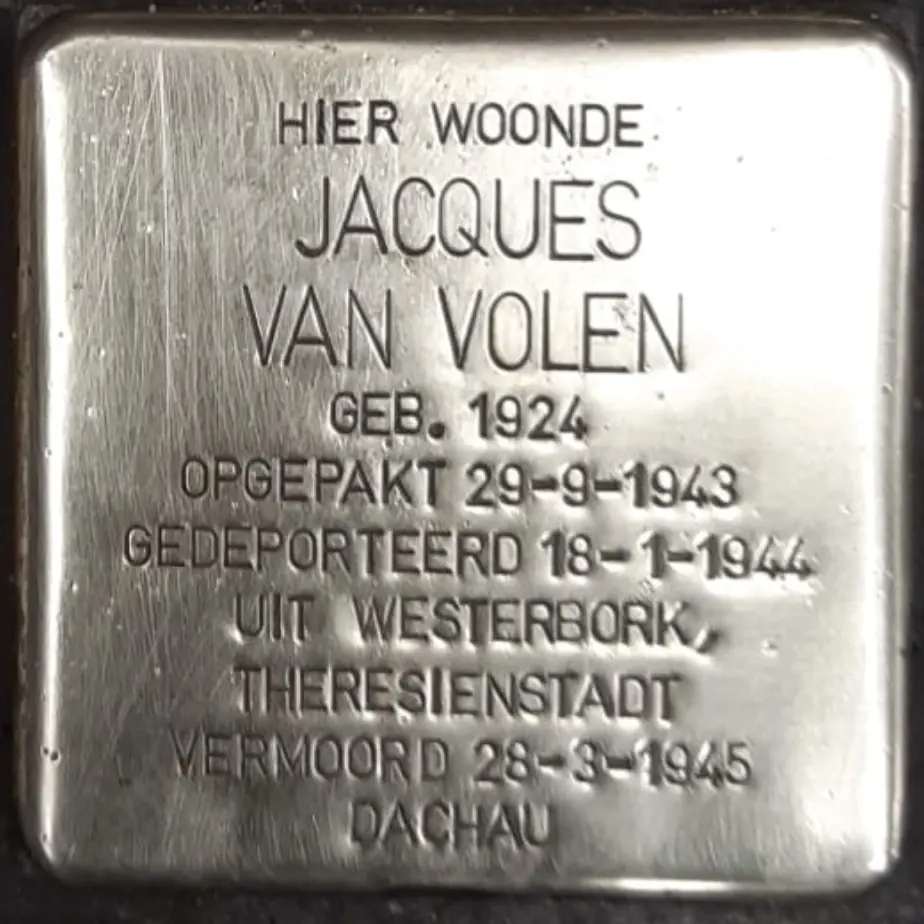 HIER WOONDE
JACQUES
VAN VOLEN
GEB. 1924
OPGEPAKT 29-9-1943
GEDEPORTEERD 18-1-1944
UIT WESTERBORK,
THERESIENSTADT
VERMOORD 28-3-1945
DACHAU